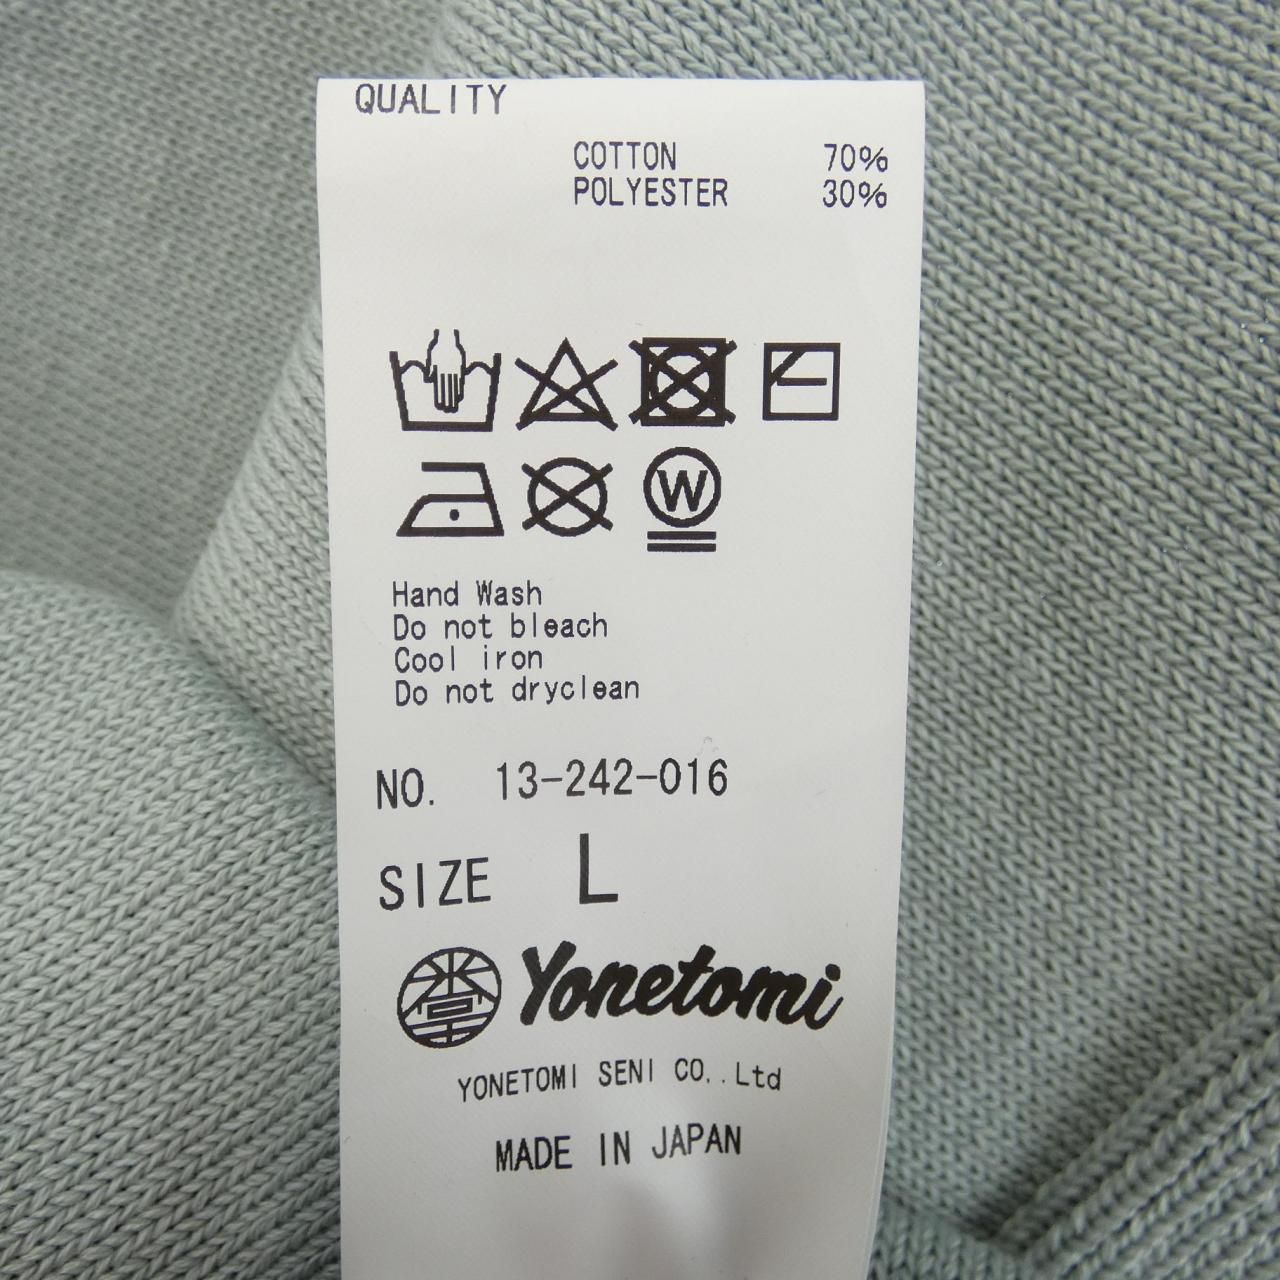 QUALITY
COTTON 70%
POLYESTER 30%
W
Hand Wash
Do not bleach
Cool iron
Do not dryclean
NO. 13-242-016
SIZE L
Yonetomi
YONETOMI SENI CO,.Ltd
MADE IN JAPAN